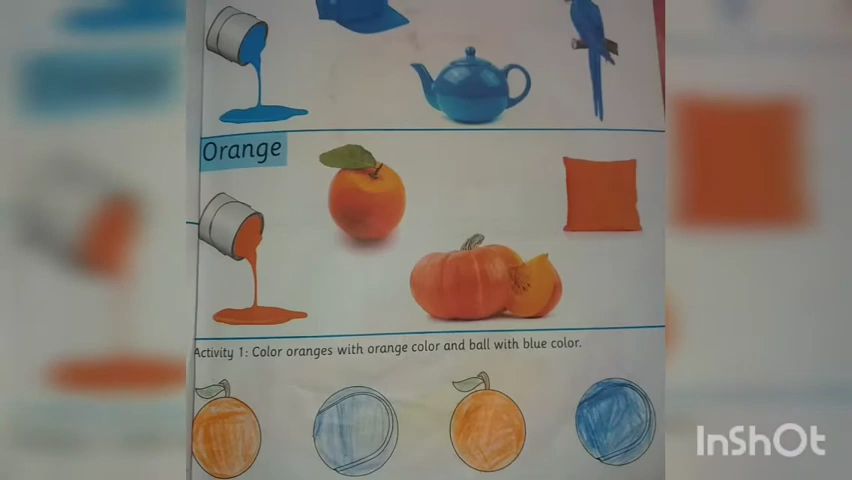 Orange
Activity 1: Color oranges with orange color and ball with blue color.
InShOt